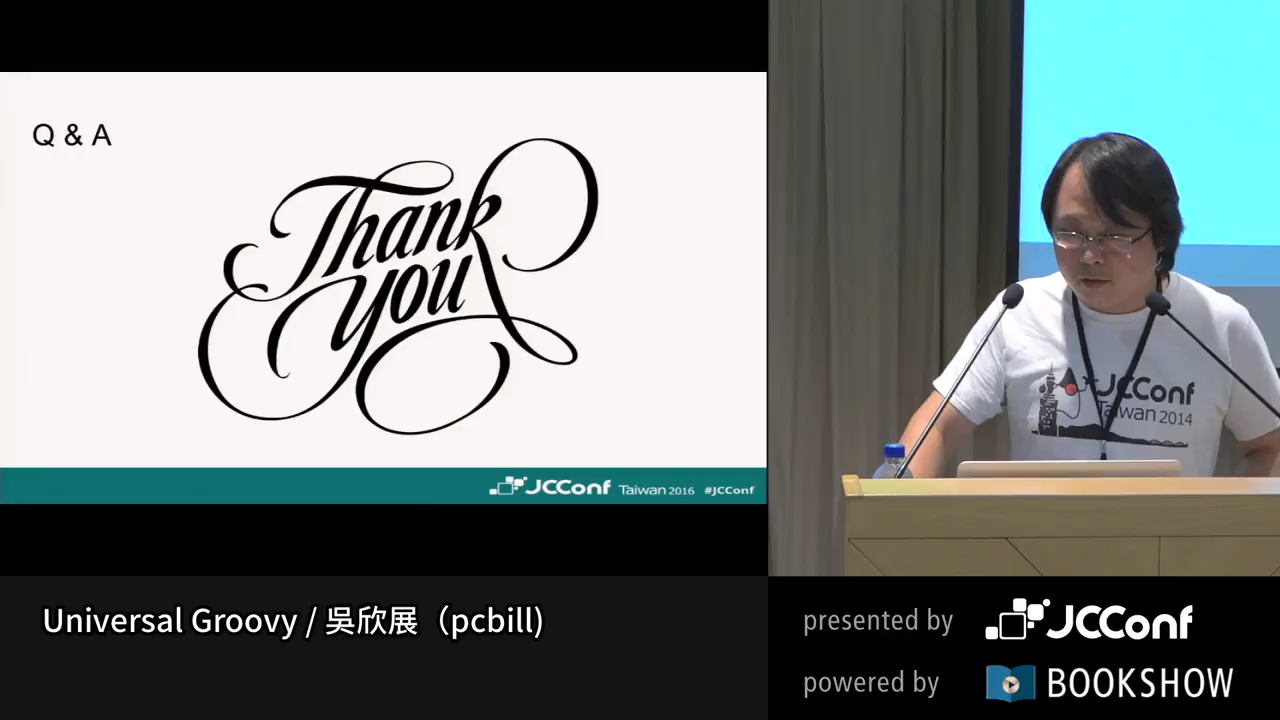 Q & A
Thank
you
JCConf Taiwan 2016 #JCConf
JCConf
Taiwan 2014
Universal Groovy / 吳欣展（pcbill)
presented by JCConf
powered by BOOKSHOW